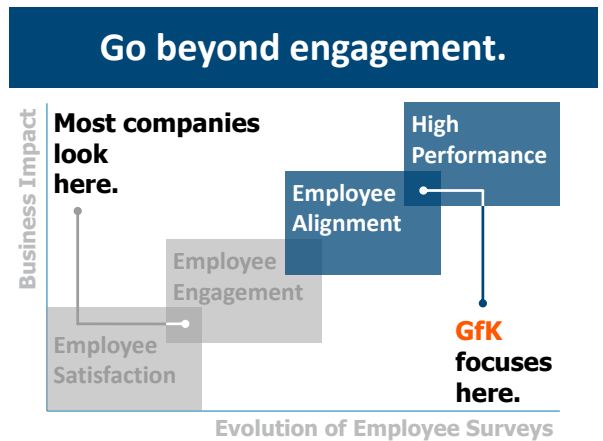 Go beyond engagement.
Business Impact
Most companies
look
here.
High
Performance
Employee
Alignment
Employee
Engagement
Employee
Satisfaction
GfK
focuses
here.
Evolution of Employee Surveys